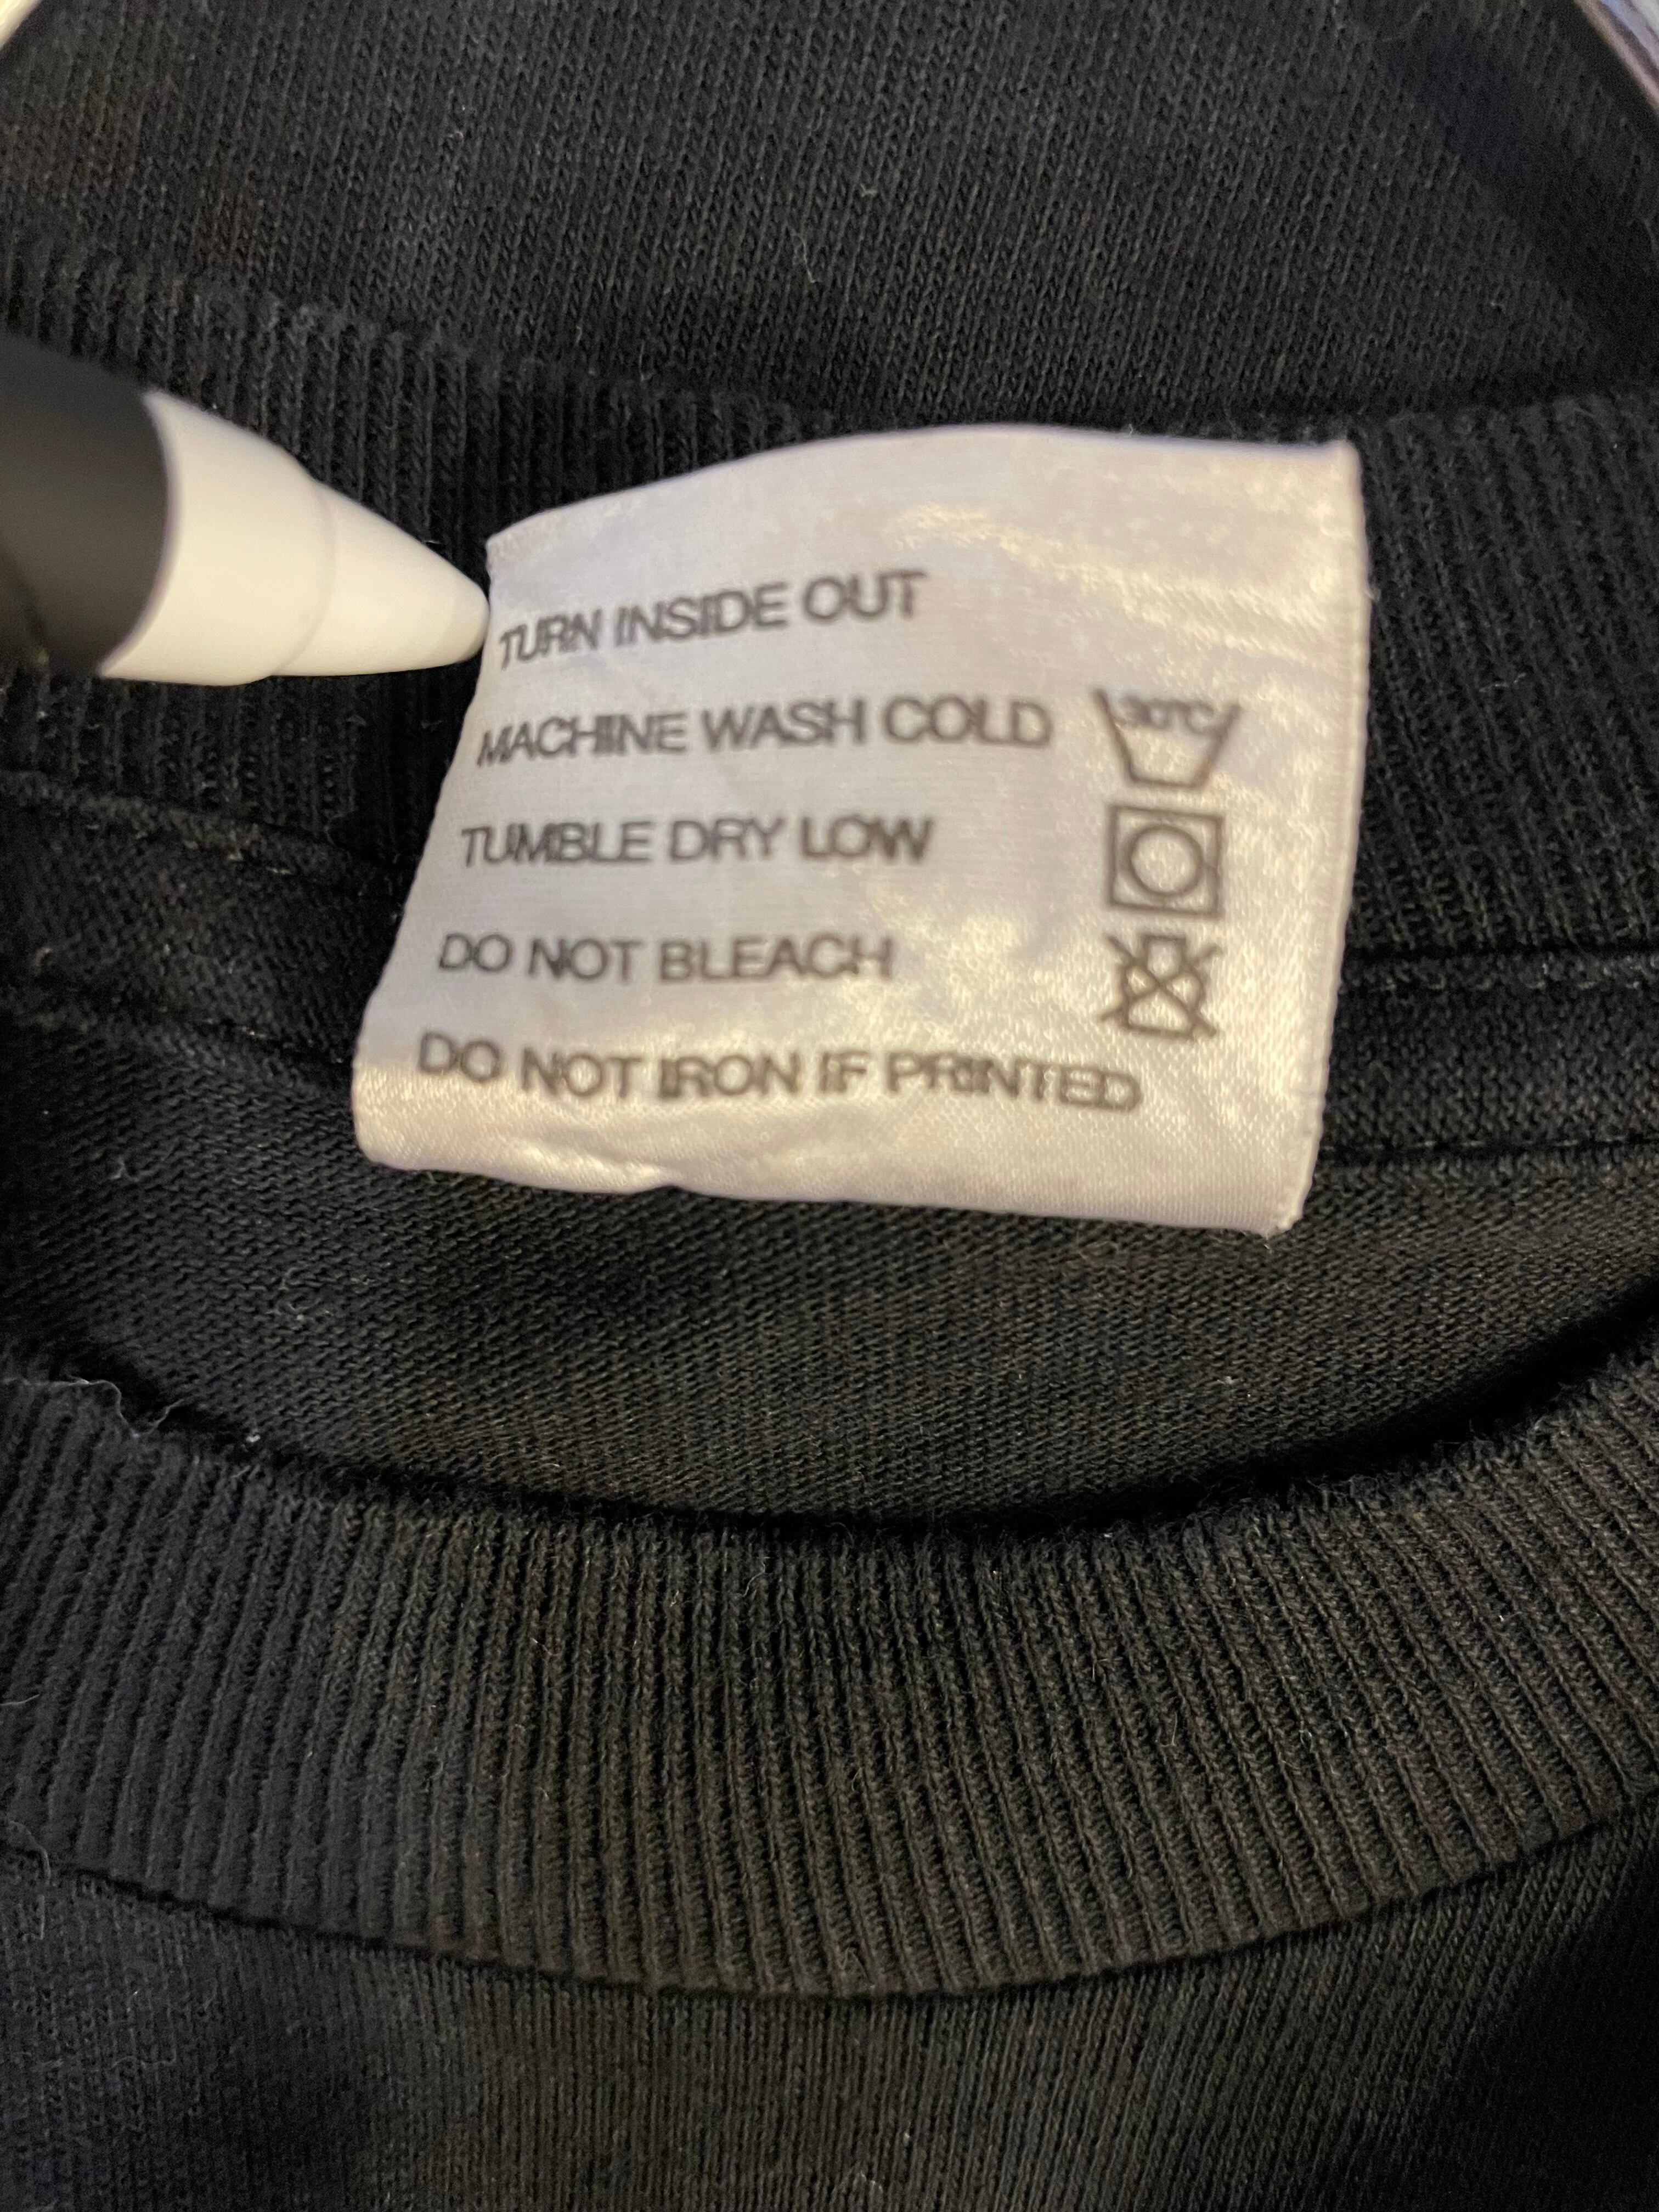 TURN INSIDE OUT
MACHINE WASH COLD 30°C
TUMBLE DRY LOW
DO NOT BLEACH
DO NOT IRON IF PRINTED